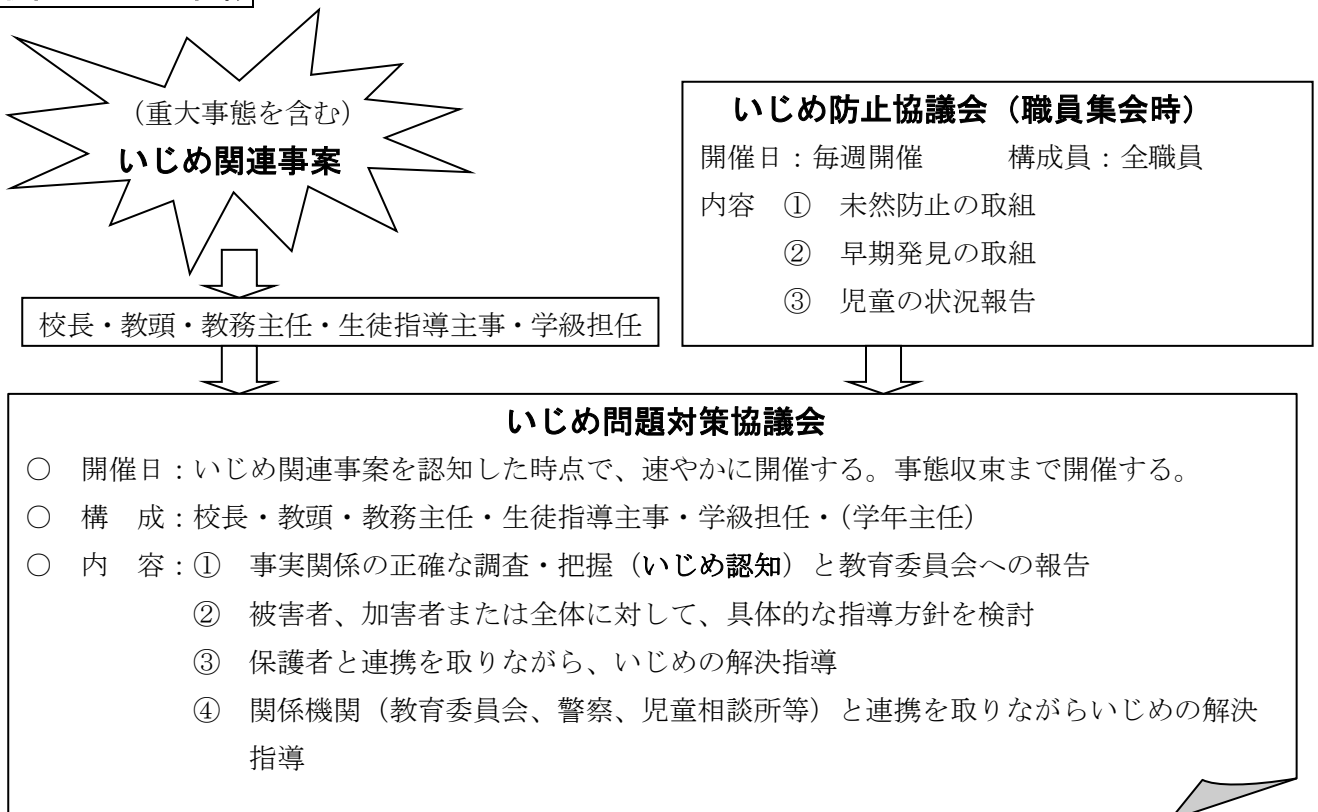 （重大事態を含む）
いじめ関連事案
校長・教頭・教務主任・生徒指導主事・学級担任
いじめ防止協議会（職員集会時）
開催日：毎週開催　　構成員：全職員
内容　①　未然防止の取組
②　早期発見の取組
③　児童の状況報告
いじめ問題対策協議会
○　開催日：いじめ関連事案を認知した時点で、速やかに開催する。事態収束まで開催する。
○　構　成：校長・教頭・教務主任・生徒指導主事・学級担任・（学年主任）
○　内　容：①　事実関係の正確な調査・把握（いじめ認知）と教育委員会への報告
②　被害者、加害者または全体に対して、具体的な指導方針を検討
③　保護者と連携を取りながら、いじめの解決指導
④　関係機関（教育委員会、警察、児童相談所等）と連携を取りながらいじめの解決
指導